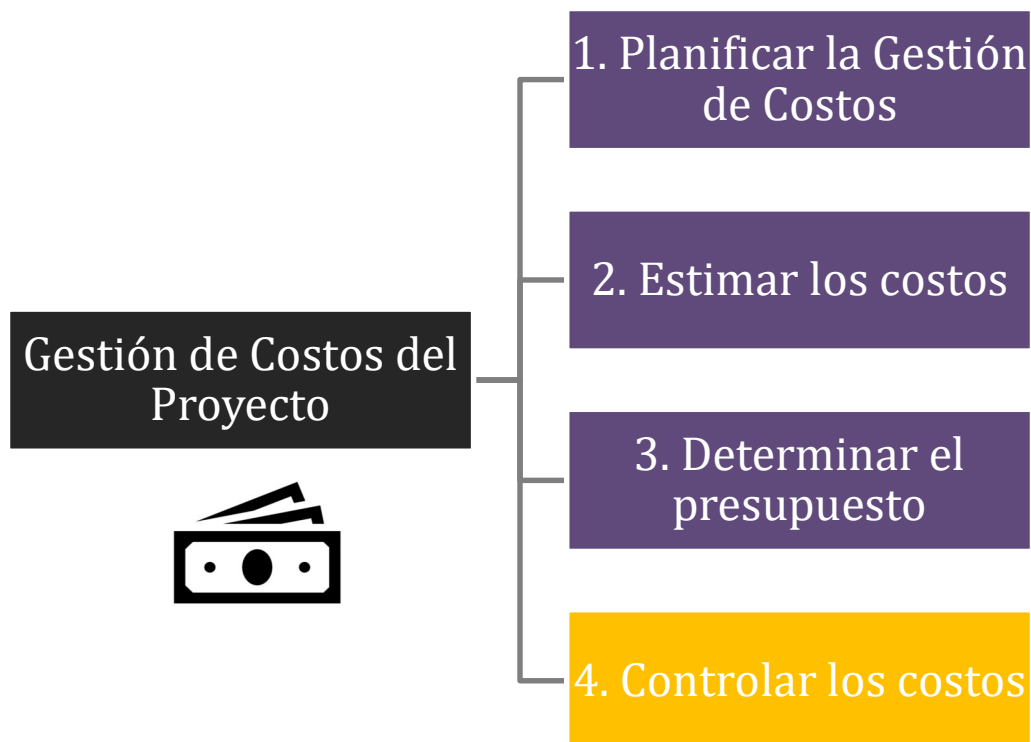 1. Planificar la Gestión
de Costos
2. Estimar los costos
Gestión de Costos del
Proyecto
3. Determinar el
presupuesto
4. Controlar los costos